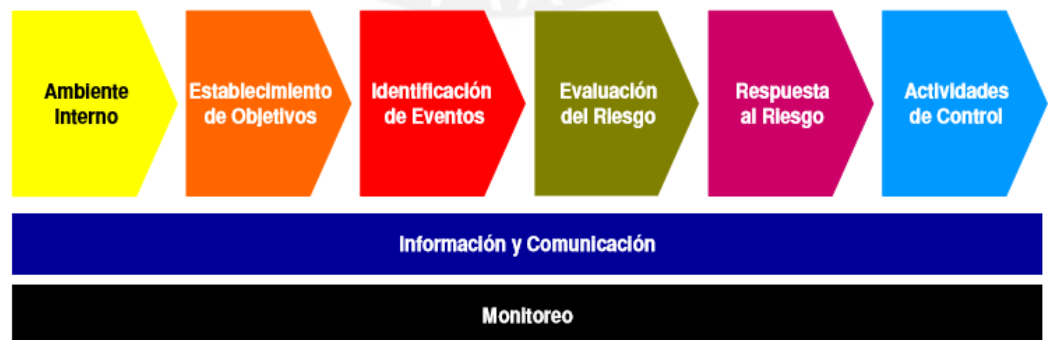 Ambiente
Interno
Establecimiento
de Objetivos
Identificación
de Eventos
Evaluación
del Riesgo
Respuesta
al Riesgo
Actividades
de Control
Información y Comunicación
Monitoreo